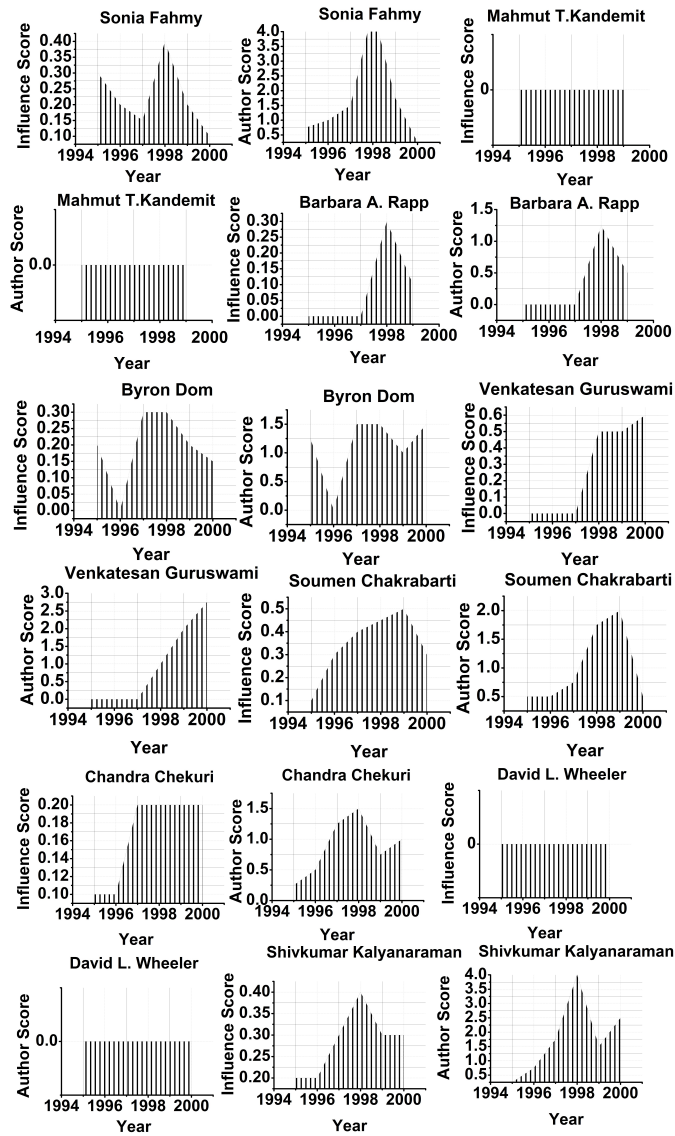 Sonia Fahmy
Influence Score
0.40
0.35
0.30
0.25
0.20
0.15
0.10
1994 1996 1998 2000
Year
Sonia Fahmy
Author Score
4.0
3.5
3.0
2.5
2.0
1.5
1.0
0.5
1994 1996 1998 2000
Year
Mahmut T.Kandemit
Influence Score
0
1994 1996 1998 2000
Year
Mahmut T.Kandemit
Author Score
0.0
1994 1996 1998 2000
Year
Barbara A. Rapp
Influence Score
0.30
0.25
0.20
0.15
0.10
0.05
0.00
1994 1996 1998 2000
Year
Barbara A. Rapp
Author Score
1.5
1.0
0.5
0.0
1994 1996 1998 2000
Year
Byron Dom
Influence Score
0.30
0.25
0.20
0.15
0.10
0.05
0.00
1994 1996 1998 2000
Year
Byron Dom
Author Score
1.5
1.0
0.5
0.0
1994 1996 1998 2000
Year
Venkatesan Guruswami
Influence Score
0.6
0.5
0.4
0.3
0.2
0.1
0.0
1994 1996 1998 2000
Year
Venkatesan Guruswami
Author Score
3.0
2.5
2.0
1.5
1.0
0.5
0.0
1994 1996 1998 2000
Year
Soumen Chakrabarti
Influence Score
0.5
0.4
0.3
0.2
0.1
1994 1996 1998 2000
Year
Soumen Chakrabarti
Author Score
2.0
1.5
1.0
0.5
1994 1996 1998 2000
Year
Chandra Chekuri
Influence Score
0.20
0.18
0.16
0.14
0.12
0.10
1994 1996 1998 2000
Year
Chandra Chekuri
Author Score
1.5
1.0
0.5
0.0
1994 1996 1998 2000
Year
David L. Wheeler
Influence Score
0
1994 1996 1998 2000
Year
David L. Wheeler
Author Score
0.0
1994 1996 1998 2000
Year
Shivkumar Kalyanaraman
Influence Score
0.40
0.35
0.30
0.25
0.20
1994 1996 1998 2000
Year
Shivkumar Kalyanaraman
Author Score
4.0
3.5
3.0
2.5
2.0
1.5
1.0
0.5
1994 1996 1998 2000
Year